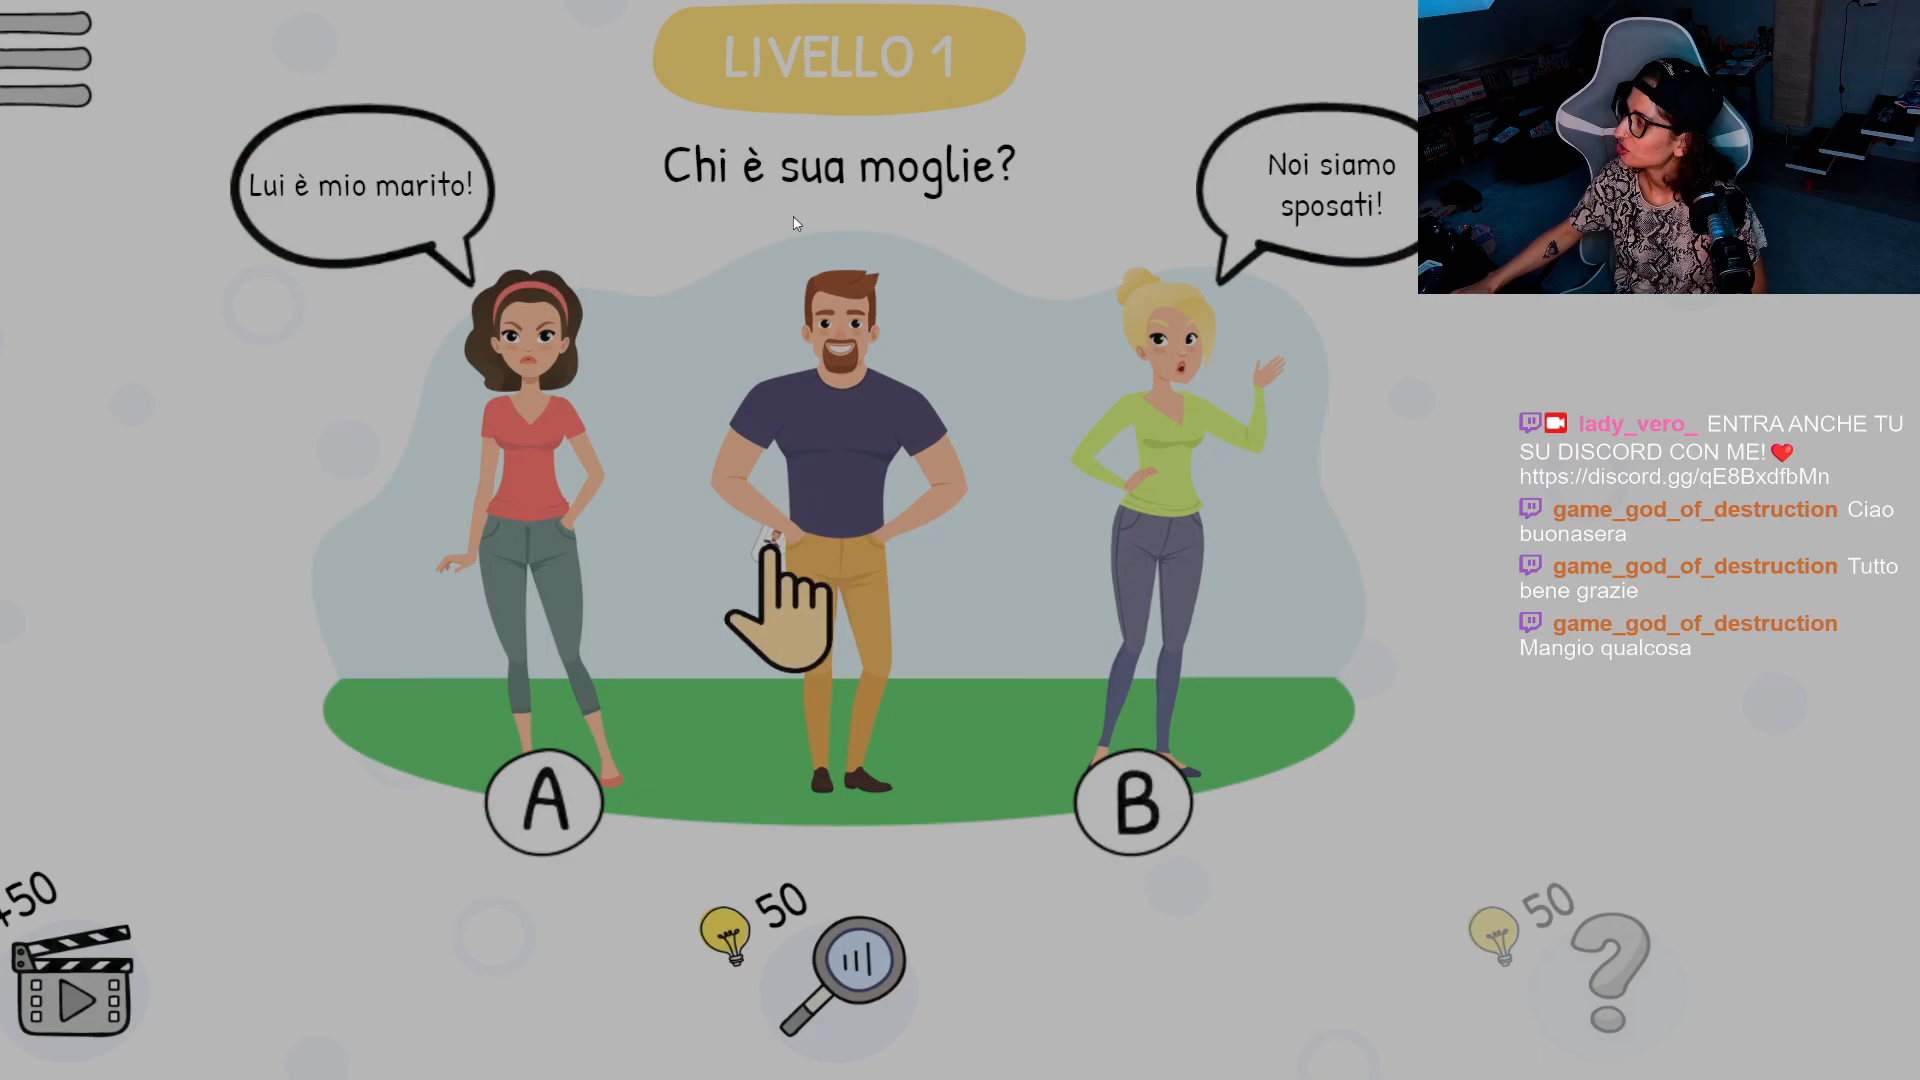 LIVELLO 1
Chi è sua moglie?
Lui è mio marito!
Noi siamo
sposati!
A
B
+50
50
50
?
lady_vero_ ENTRA ANCHE TU
SU DISCORD CON ME!
https://discord.gg/qE8BxdfbMn
game_god_of_destruction Ciao
buonasera
game_god_of_destruction Tutto
bene grazie
game_god_of_destruction
Mangio qualcosa